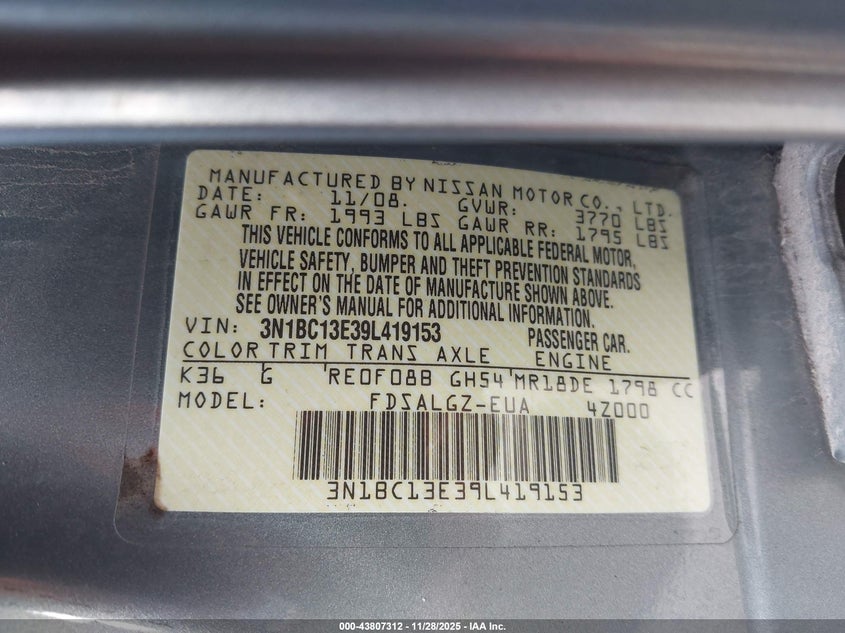 MANUFACTURED BY NISSAN MOTOR CO., LTD.
DATE: 11/08. GVWR: 3770 LBS
GAWR FR: 1993 LBS GAWR RR: 1795 LBS
THIS VEHICLE CONFORMS TO ALL APPLICABLE FEDERAL MOTOR,
VEHICLE SAFETY, BUMPER AND THEFT PREVENTION STANDARDS
IN EFFECT ON THE DATE OF MANUFACTURE SHOWN ABOVE.
SEE OWNER'S MANUAL FOR ADDITIONAL INFORMATION.
VIN: 3N1BC13E39L419153 PASSENGER CAR.
COLOR TRIM TRANS AXLE ENGINE
K36 G RE0F08B GH54 MR18DE 1798 CC
MODEL: FDSALGZ-EUA 4Z000
3N1BC13E39L419153
000-43807312 | 11/28/2025 - IAA Inc.